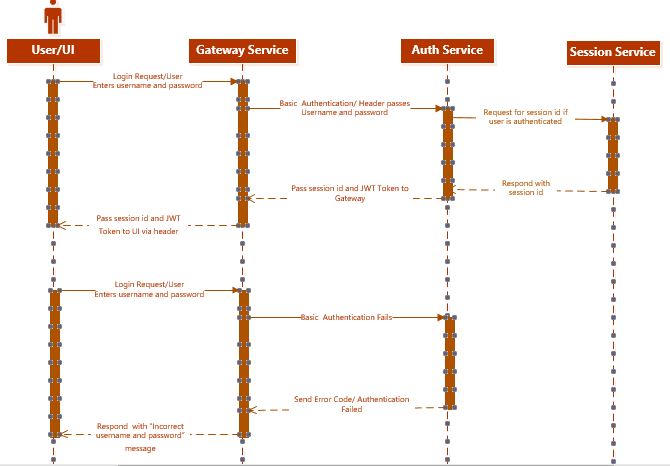 User/UI
Gateway Service
Auth Service
Session Service
Login Request/User
Enters username and password
Basic Authentication/ Header passes
Username and password
Request for session id if
user is authenticated
Respond with
session id
Pass session id and JWT Token to
Gateway
Pass session id and JWT
Token to UI via header
Login Request/User
Enters username and password
Basic Authentication Fails
Send Error Code/ Authentication
Failed
Respond with "Incorrect
username and password"
message